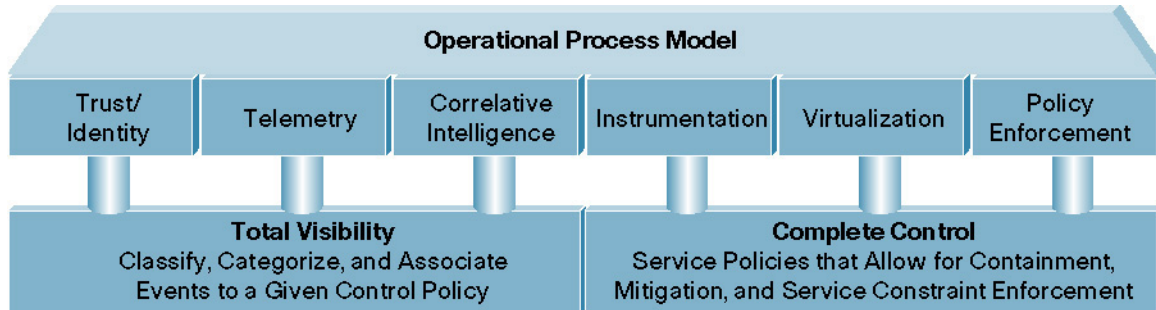 Operational Process Model
Trust/
Identity
Telemetry
Correlative
Intelligence
Instrumentation
Virtualization
Policy
Enforcement
Total Visibility
Classify, Categorize, and Associate
Events to a Given Control Policy
Complete Control
Service Policies that Allow for Containment,
Mitigation, and Service Constraint Enforcement